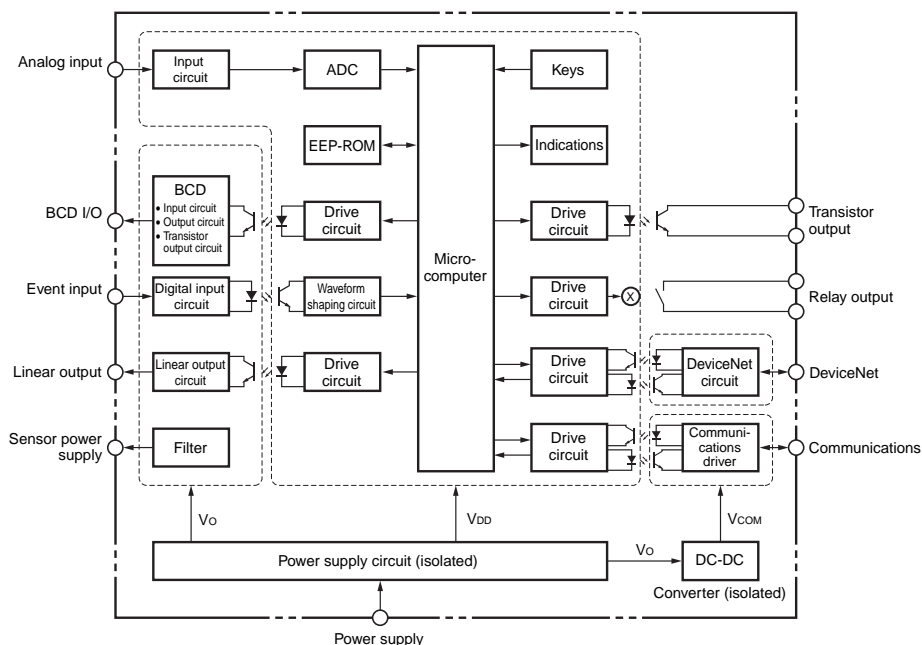 Analog input
Input
circuit
ADC
Keys
EEP-ROM
Indications
BCD I/O
BCD
• Input circuit
• Output circuit
• Transistor
output circuit
Drive
circuit
Micro-
computer
Drive
circuit
Transistor
output
Event input
Digital input
circuit
Waveform
shaping circuit
Drive
circuit
X
Relay output
Linear output
Linear output
circuit
Drive
circuit
Drive
circuit
DeviceNet
circuit
DeviceNet
Sensor power
supply
Filter
Drive
circuit
Communi-
cations
driver
Communications
VO
VDD
VCOM
Power supply circuit (isolated)
VO
DC-DC
Converter (isolated)
Power supply